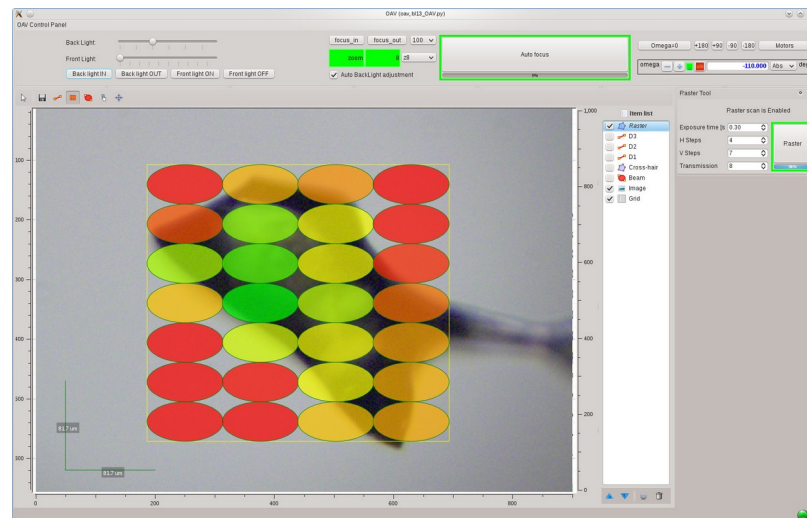 OAV (oav, bl13_OAV.py)
OAV Control Panel
Back Light
Front Light
Back light IN Back light OUT Front light ON Front light OFF
focus_in focus_out 100
zoom 8 z8
Auto BackLight adjustment
Auto focus
0%
Omega=0 +180 +90 -90 -180 Motors
omega -110.000 Abs deg
Raster Tool
Raster scan is Enabled
Exposure time [s 0.30
H Steps 4
V Steps 7
Transmission 8
Raster
Item list
Raster
D3
D2
D1
Cross-hair
Beam
Image
Grid
100
200
300
400
500
500
1,000
800
600
400
200
0
81.7 um
81.7 um
0 200 400 600 800